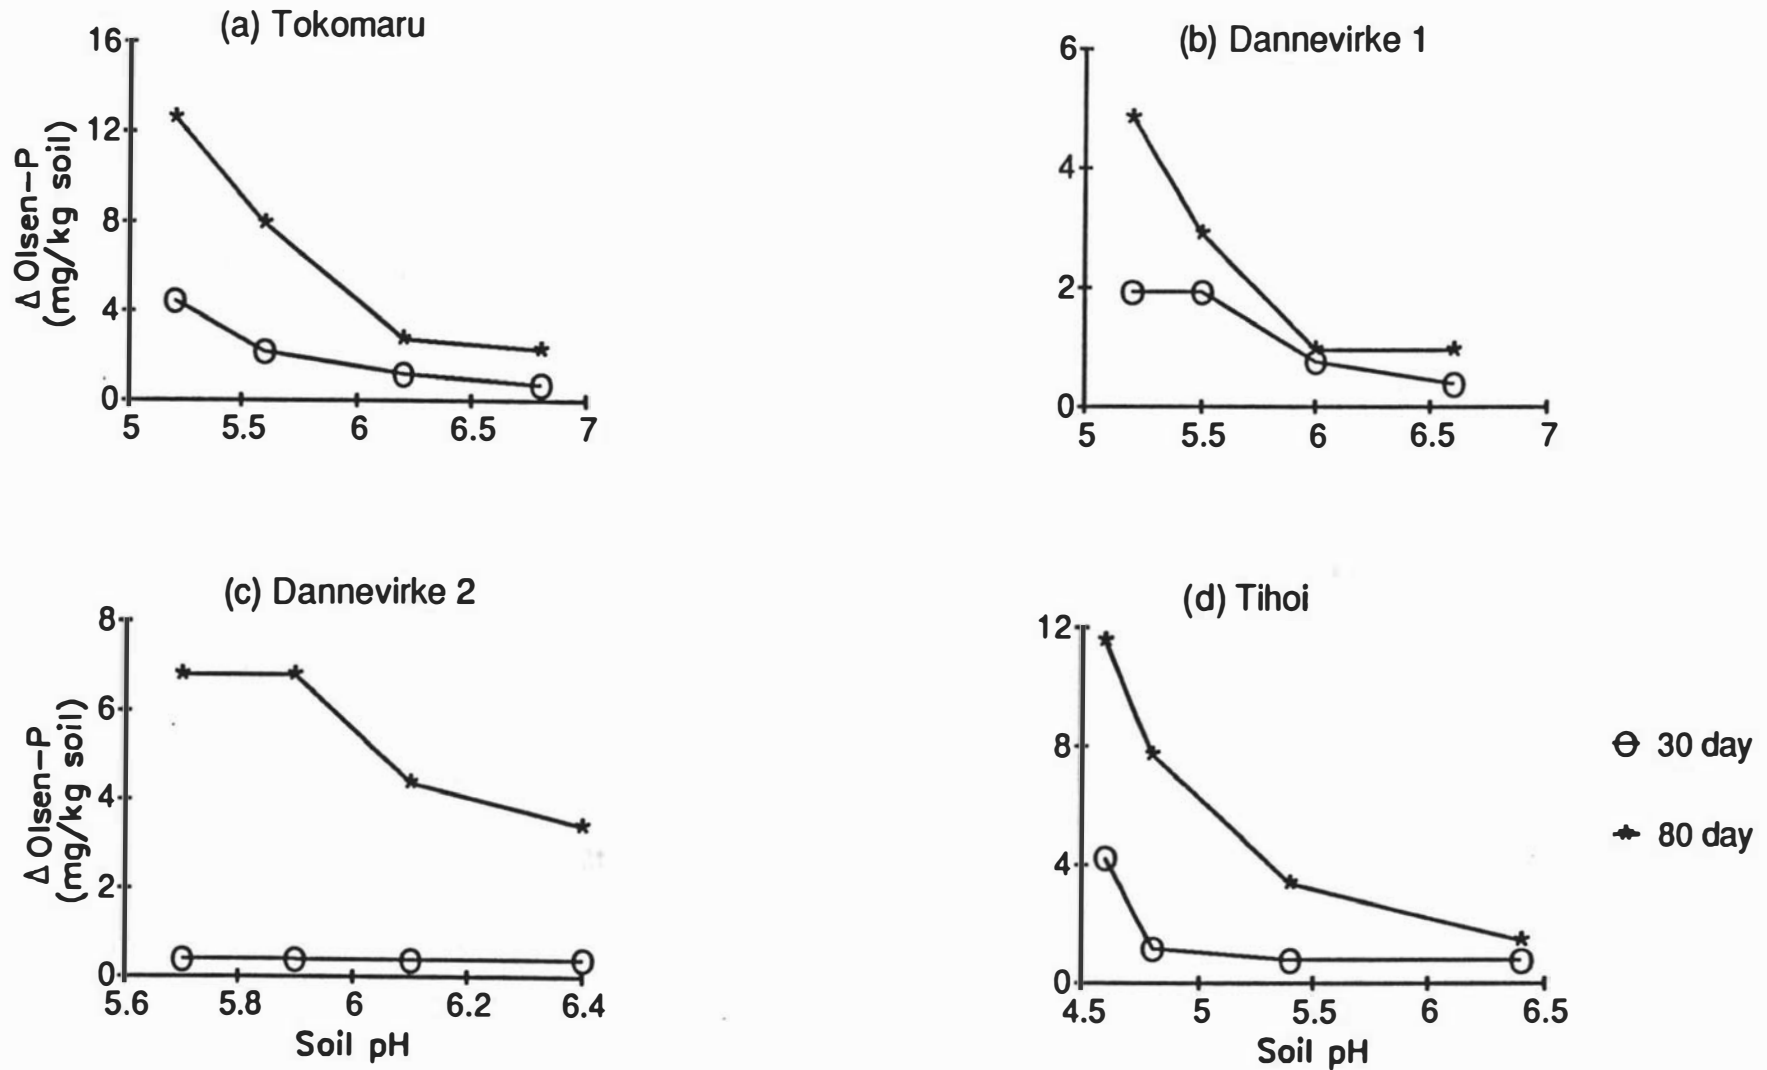 (a) Tokomaru
16
12
8
4
0
5 5.5 6 6.5 7
Δ Olsen-P
(mg/kg soil)
(b) Dannevirke 1
6
4
2
0
5 5.5 6 6.5 7
(c) Dannevirke 2
8
6
4
2
0
5.6 5.8 6 6.2 6.4
Δ Olsen-P
(mg/kg soil)
Soil pH
(d) Tihoi
12
8
4
0
4.5 5 5.5 6 6.5
Soil pH
30 day
80 day